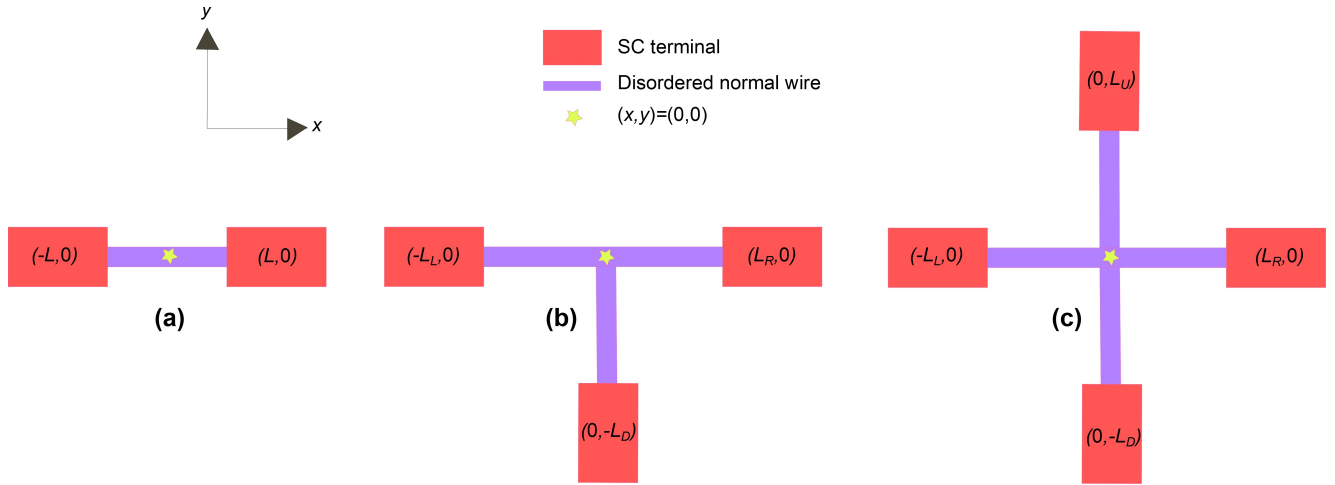 y
x
SC terminal
Disordered normal wire
(x,y)=(0,0)
(-L,0)
(L,0)
(a)
(-L_L,0)
(L_R,0)
(0,-L_D)
(b)
(0,L_U)
(-L_L,0)
(L_R,0)
(0,-L_D)
(c)